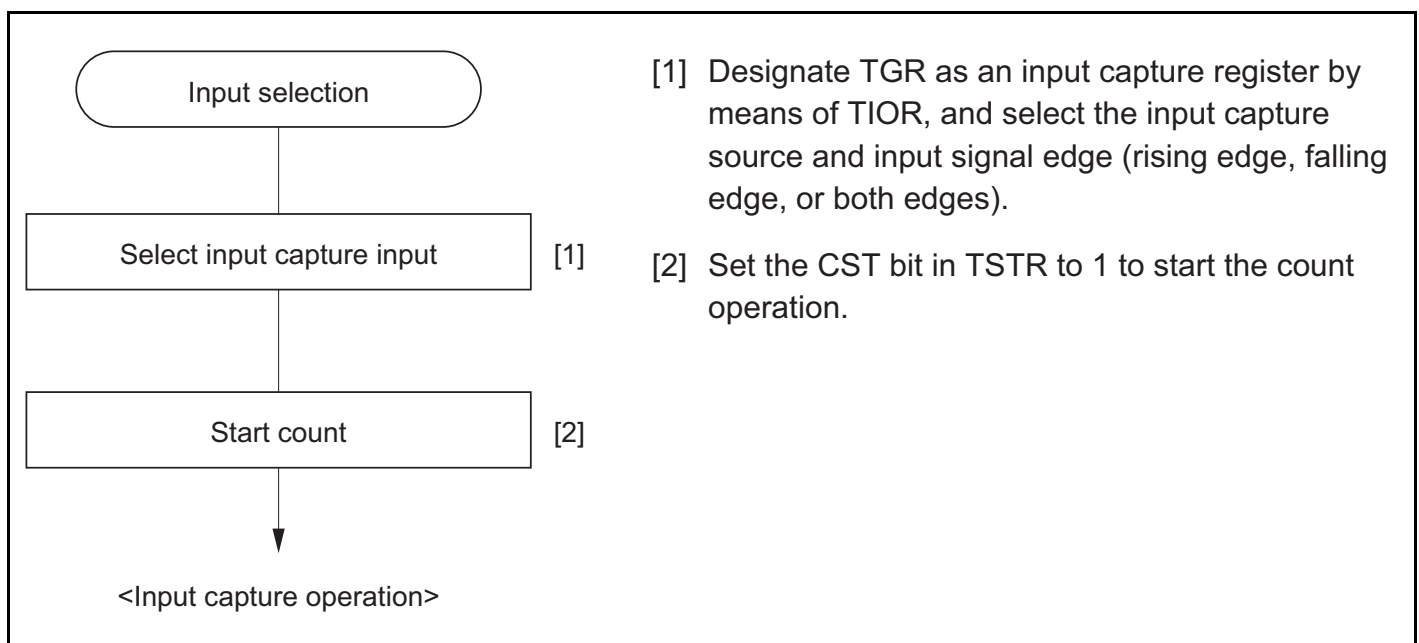 Input selection
Select input capture input
[1]
Start count
[2]
<Input capture operation>
[1] Designate TGR as an input capture register by
means of TIOR, and select the input capture
source and input signal edge (rising edge, falling
edge, or both edges).
[2] Set the CST bit in TSTR to 1 to start the count
operation.